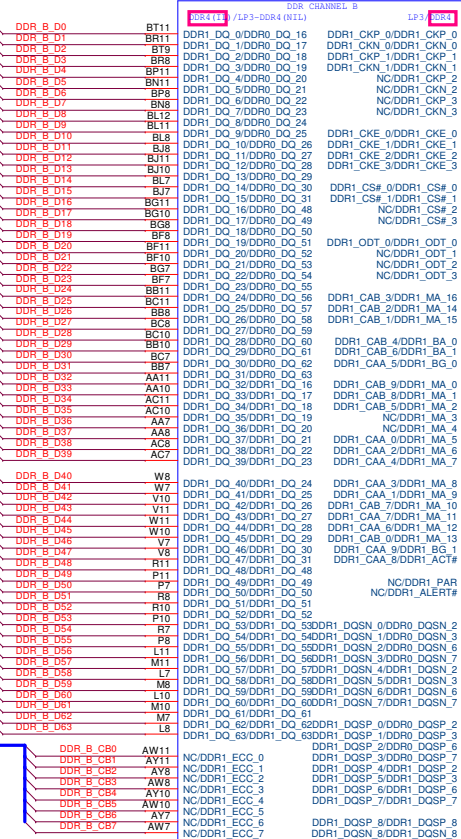 DDR CHANNEL B
DDR4(IL)/LP3-DDR4(NIL) LP3/DDR4
DDR_B_D0 BT11
DDR_B_D1 BR11
DDR_B_D2 BT9
DDR_B_D3 BR8
DDR_B_D4 BP11
DDR_B_D5 BN11
DDR_B_D6 BP8
DDR_B_D7 BN8
DDR_B_D8 BL12
DDR_B_D9 BL11
DDR_B_D10 BL8
DDR_B_D11 BJ8
DDR_B_D12 BJ11
DDR_B_D13 BJ10
DDR_B_D14 BL7
DDR_B_D15 BJ7
DDR_B_D16 BG11
DDR_B_D17 BG10
DDR_B_D18 BG8
DDR_B_D19 BF8
DDR_B_D20 BF11
DDR_B_D21 BF10
DDR_B_D22 BG7
DDR_B_D23 BF7
DDR_B_D24 BB11
DDR_B_D25 BC11
DDR_B_D26 BB8
DDR_B_D27 BC8
DDR_B_D28 BC10
DDR_B_D29 BB10
DDR_B_D30 BC7
DDR_B_D31 BB7
DDR_B_D32 AA11
DDR_B_D33 AA10
DDR_B_D34 AC11
DDR_B_D35 AC10
DDR_B_D36 AA7
DDR_B_D37 AA8
DDR_B_D38 AC8
DDR_B_D39 AC7
DDR_B_D40 W8
DDR_B_D41 W7
DDR_B_D42 V10
DDR_B_D43 V11
DDR_B_D44 W11
DDR_B_D45 W10
DDR_B_D46 V7
DDR_B_D47 V8
DDR_B_D48 R11
DDR_B_D49 P11
DDR_B_D50 P7
DDR_B_D51 R8
DDR_B_D52 R10
DDR_B_D53 P10
DDR_B_D54 R7
DDR_B_D55 P8
DDR_B_D56 L11
DDR_B_D57 M11
DDR_B_D58 L7
DDR_B_D59 M8
DDR_B_D60 L10
DDR_B_D61 M10
DDR_B_D62 M7
DDR_B_D63 L8
DDR_B_CB0 AW11
DDR_B_CB1 AY11
DDR_B_CB2 AY8
DDR_B_CB3 AW8
DDR_B_CB4 AY10
DDR_B_CB5 AW10
DDR_B_CB6 AY7
DDR_B_CB7 AW7
DDR1_DQ_0/DDR0_DQ_16
DDR1_DQ_1/DDR0_DQ_17
DDR1_DQ_2/DDR0_DQ_18
DDR1_DQ_3/DDR0_DQ_19
DDR1_DQ_4/DDR0_DQ_20
DDR1_DQ_5/DDR0_DQ_21
DDR1_DQ_6/DDR0_DQ_22
DDR1_DQ_7/DDR0_DQ_23
DDR1_DQ_8/DDR0_DQ_24
DDR1_DQ_9/DDR0_DQ_25
DDR1_DQ_10/DDR0_DQ_26
DDR1_DQ_11/DDR0_DQ_27
DDR1_DQ_12/DDR0_DQ_28
DDR1_DQ_13/DDR0_DQ_29
DDR1_DQ_14/DDR0_DQ_30
DDR1_DQ_15/DDR0_DQ_31
DDR1_DQ_16/DDR0_DQ_48
DDR1_DQ_17/DDR0_DQ_49
DDR1_DQ_18/DDR0_DQ_50
DDR1_DQ_19/DDR0_DQ_51
DDR1_DQ_20/DDR0_DQ_52
DDR1_DQ_21/DDR0_DQ_53
DDR1_DQ_22/DDR0_DQ_54
DDR1_DQ_23/DDR0_DQ_55
DDR1_DQ_24/DDR0_DQ_56
DDR1_DQ_25/DDR0_DQ_57
DDR1_DQ_26/DDR0_DQ_58
DDR1_DQ_27/DDR0_DQ_59
DDR1_DQ_28/DDR0_DQ_60
DDR1_DQ_29/DDR0_DQ_61
DDR1_DQ_30/DDR0_DQ_62
DDR1_DQ_31/DDR0_DQ_63
DDR1_DQ_32/DDR1_DQ_16
DDR1_DQ_33/DDR1_DQ_17
DDR1_DQ_34/DDR1_DQ_18
DDR1_DQ_35/DDR1_DQ_19
DDR1_DQ_36/DDR1_DQ_20
DDR1_DQ_37/DDR1_DQ_21
DDR1_DQ_38/DDR1_DQ_22
DDR1_DQ_39/DDR1_DQ_23
DDR1_DQ_40/DDR1_DQ_24
DDR1_DQ_41/DDR1_DQ_25
DDR1_DQ_42/DDR1_DQ_26
DDR1_DQ_43/DDR1_DQ_27
DDR1_DQ_44/DDR1_DQ_28
DDR1_DQ_45/DDR1_DQ_29
DDR1_DQ_46/DDR1_DQ_30
DDR1_DQ_47/DDR1_DQ_31
DDR1_DQ_48/DDR1_DQ_48
DDR1_DQ_49/DDR1_DQ_49
DDR1_DQ_50/DDR1_DQ_50
DDR1_DQ_51/DDR1_DQ_51
DDR1_DQ_52/DDR1_DQ_52
DDR1_DQ_53/DDR1_DQ_53
DDR1_DQ_54/DDR1_DQ_54
DDR1_DQ_55/DDR1_DQ_55
DDR1_DQ_56/DDR1_DQ_56
DDR1_DQ_57/DDR1_DQ_57
DDR1_DQ_58/DDR1_DQ_58
DDR1_DQ_59/DDR1_DQ_59
DDR1_DQ_60/DDR1_DQ_60
DDR1_DQ_61/DDR1_DQ_61
DDR1_DQ_62/DDR1_DQ_62
DDR1_DQ_63/DDR1_DQ_63
NC/DDR1_ECC_0
NC/DDR1_ECC_1
NC/DDR1_ECC_2
NC/DDR1_ECC_3
NC/DDR1_ECC_4
NC/DDR1_ECC_5
NC/DDR1_ECC_6
NC/DDR1_ECC_7
DDR1_CKP_0/DDR1_CKP_0
DDR1_CKN_0/DDR1_CKN_0
DDR1_CKP_1/DDR1_CKP_1
DDR1_CKN_1/DDR1_CKN_1
NC/DDR1_CKP_2
NC/DDR1_CKN_2
NC/DDR1_CKP_3
NC/DDR1_CKN_3
DDR1_CKE_0/DDR1_CKE_0
DDR1_CKE_1/DDR1_CKE_1
DDR1_CKE_2/DDR1_CKE_2
DDR1_CKE_3/DDR1_CKE_3
DDR1_CS#_0/DDR1_CS#_0
DDR1_CS#_1/DDR1_CS#_1
NC/DDR1_CS#_2
NC/DDR1_CS#_3
DDR1_ODT_0/DDR1_ODT_0
NC/DDR1_ODT_1
NC/DDR1_ODT_2
NC/DDR1_ODT_3
DDR1_CAB_3/DDR1_MA_16
DDR1_CAB_2/DDR1_MA_14
DDR1_CAB_1/DDR1_MA_15
DDR1_CAB_4/DDR1_BA_0
DDR1_CAB_6/DDR1_BA_1
DDR1_CAA_5/DDR1_BG_0
DDR1_CAB_9/DDR1_MA_0
DDR1_CAB_8/DDR1_MA_1
DDR1_CAB_5/DDR1_MA_2
NC/DDR1_MA_3
NC/DDR1_MA_4
DDR1_CAA_0/DDR1_MA_5
DDR1_CAA_2/DDR1_MA_6
DDR1_CAA_4/DDR1_MA_7
DDR1_CAA_3/DDR1_MA_8
DDR1_CAA_1/DDR1_MA_9
DDR1_CAB_7/DDR1_MA_10
DDR1_CAA_7/DDR1_MA_11
DDR1_CAA_6/DDR1_MA_12
DDR1_CAB_0/DDR1_MA_13
DDR1_CAA_9/DDR1_BG_1
DDR1_CAA_8/DDR1_ACT#
NC/DDR1_PAR
NC/DDR1_ALERT#
DDR1_DQSN_0/DDR0_DQSN_2
DDR1_DQSN_1/DDR0_DQSN_3
DDR1_DQSN_2/DDR0_DQSN_6
DDR1_DQSN_3/DDR0_DQSN_7
DDR1_DQSN_4/DDR1_DQSN_2
DDR1_DQSN_5/DDR1_DQSN_3
DDR1_DQSN_6/DDR1_DQSN_6
DDR1_DQSN_7/DDR1_DQSN_7
DDR1_DQSP_0/DDR0_DQSP_2
DDR1_DQSP_1/DDR0_DQSP_3
DDR1_DQSP_2/DDR0_DQSP_6
DDR1_DQSP_3/DDR0_DQSP_7
DDR1_DQSP_4/DDR1_DQSP_2
DDR1_DQSP_5/DDR1_DQSP_3
DDR1_DQSP_6/DDR1_DQSP_6
DDR1_DQSP_7/DDR1_DQSP_7
DDR1_DQSP_8/DDR1_DQSP_8
DDR1_DQSN_8/DDR1_DQSN_8